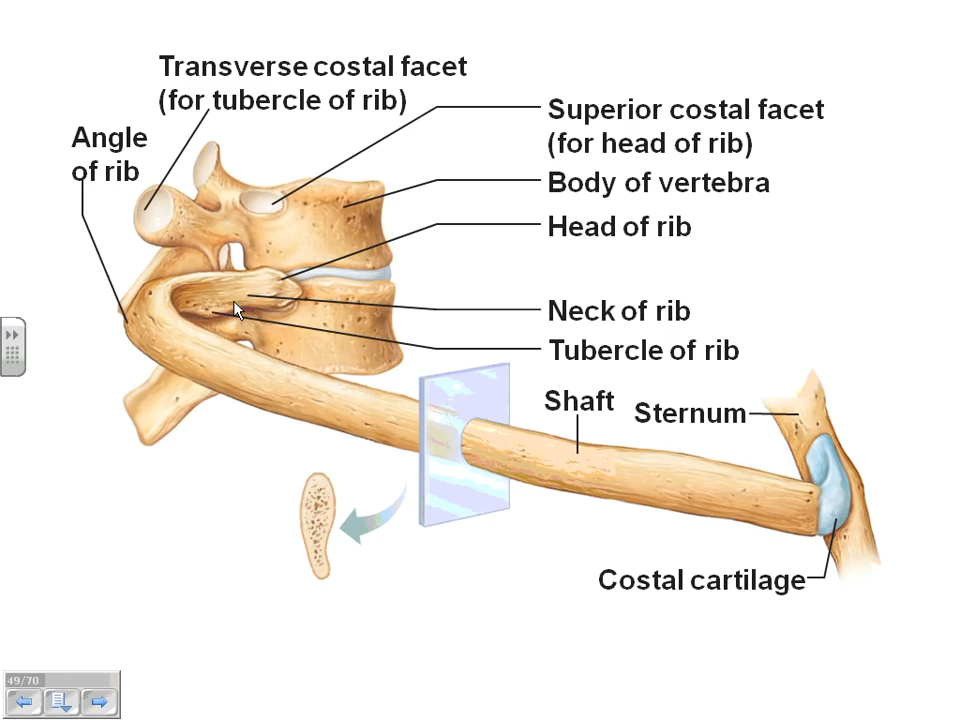 Transverse costal facet
(for tubercle of rib)
Angle
of rib
Superior costal facet
(for head of rib)
Body of vertebra
Head of rib
Neck of rib
Tubercle of rib
Shaft
Sternum
Costal cartilage
49/70